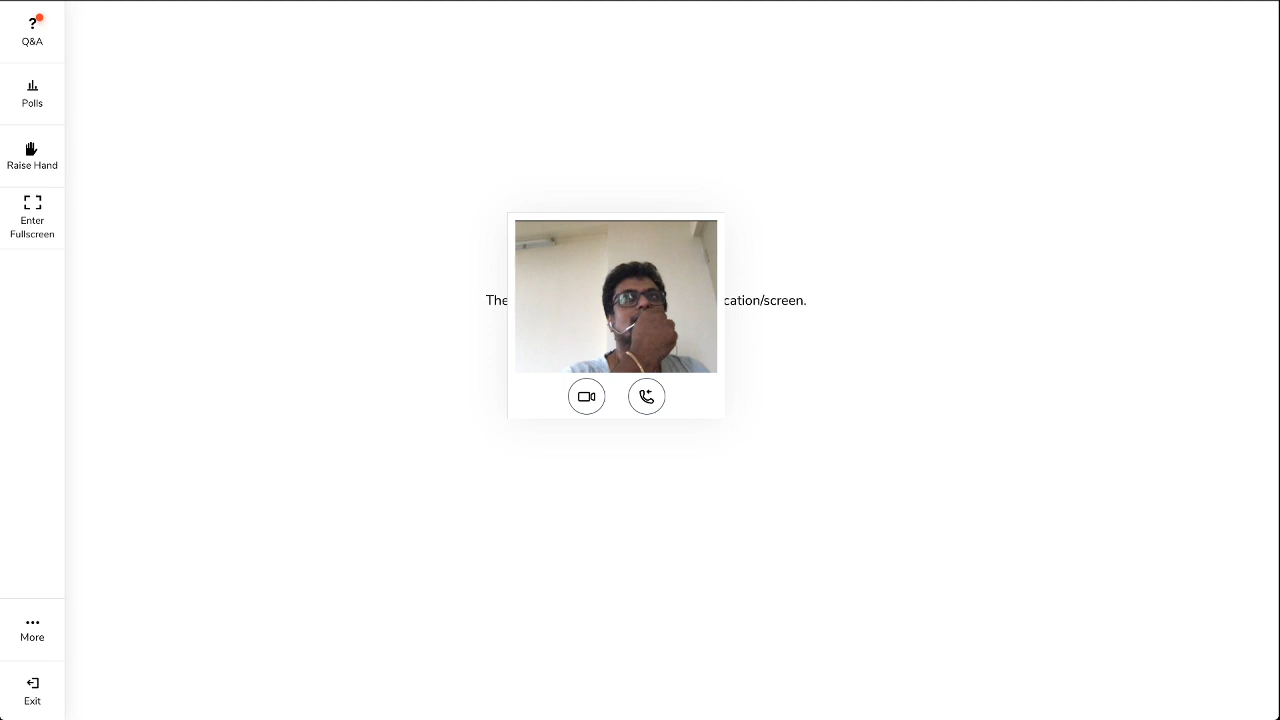 ?
Q&A
Polls
Raise Hand
Enter
Fullscreen
The cation/screen.
More
Exit